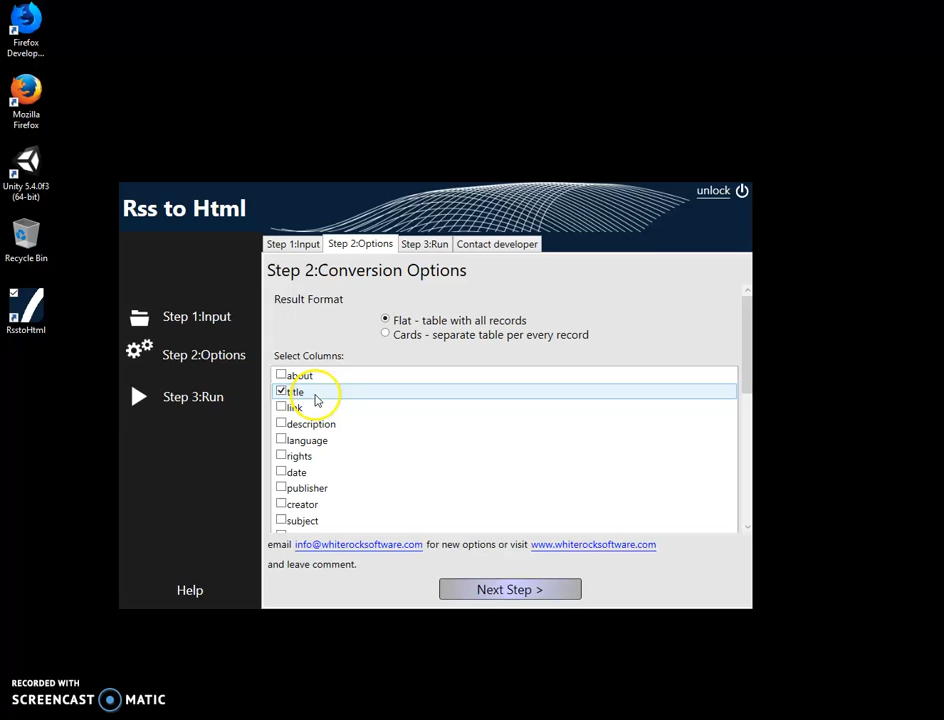 Firefox
Develop...
Mozilla
Firefox
Unity 5.4.0f3
(64-bit)
Recycle Bin
RsstoHtml
unlock
Rss to Html
Step 1:Input
Step 2:Options
Step 3:Run
Contact developer
Step 2:Conversion Options
Result Format
Flat - table with all records
Cards - separate table per every record
Select Columns:
about
title
link
description
language
rights
date
publisher
creator
subject
Step 1:Input
Step 2:Options
Step 3:Run
Help
email info@whiterocksoftware.com for new options or visit www.whiterocksoftware.com
and leave comment.
Next Step >
RECORDED WITH
SCREENCAST MATIC